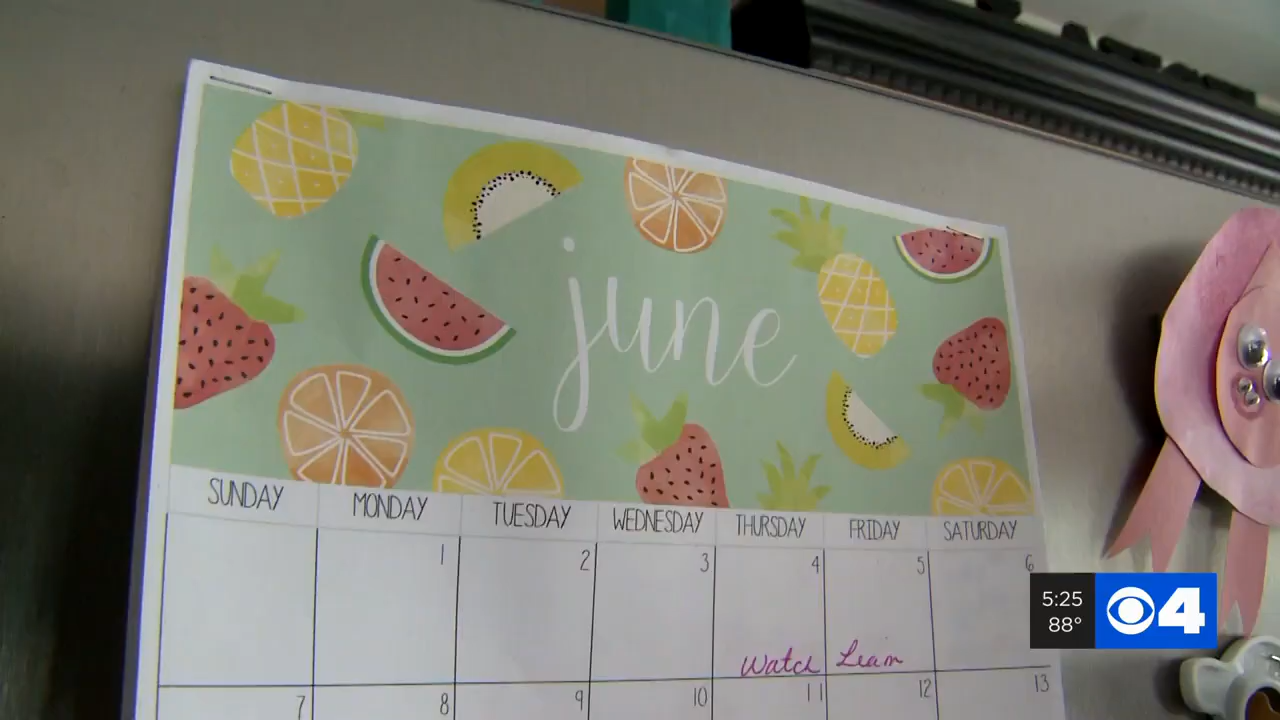 june
SUNDAY MONDAY TUESDAY WEDNESDAY THURSDAY FRIDAY SATURDAY
1 2 3 4 5 6
Watch Liam
7 8 9 10 11 12 13
5:25
88°
4